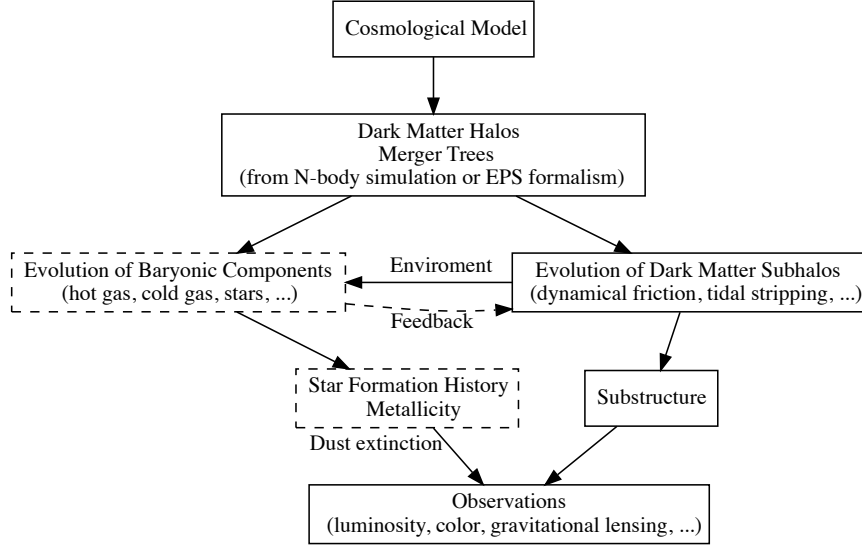 Cosmological Model
Dark Matter Halos
Merger Trees
(from N-body simulation or EPS formalism)
Evolution of Baryonic Components
(hot gas, cold gas, stars, ...)
Enviroment
Feedback
Evolution of Dark Matter Subhalos
(dynamical friction, tidal stripping, ...)
Star Formation History
Metallicity
Substructure
Dust extinction
Observations
(luminosity, color, gravitational lensing, ...)